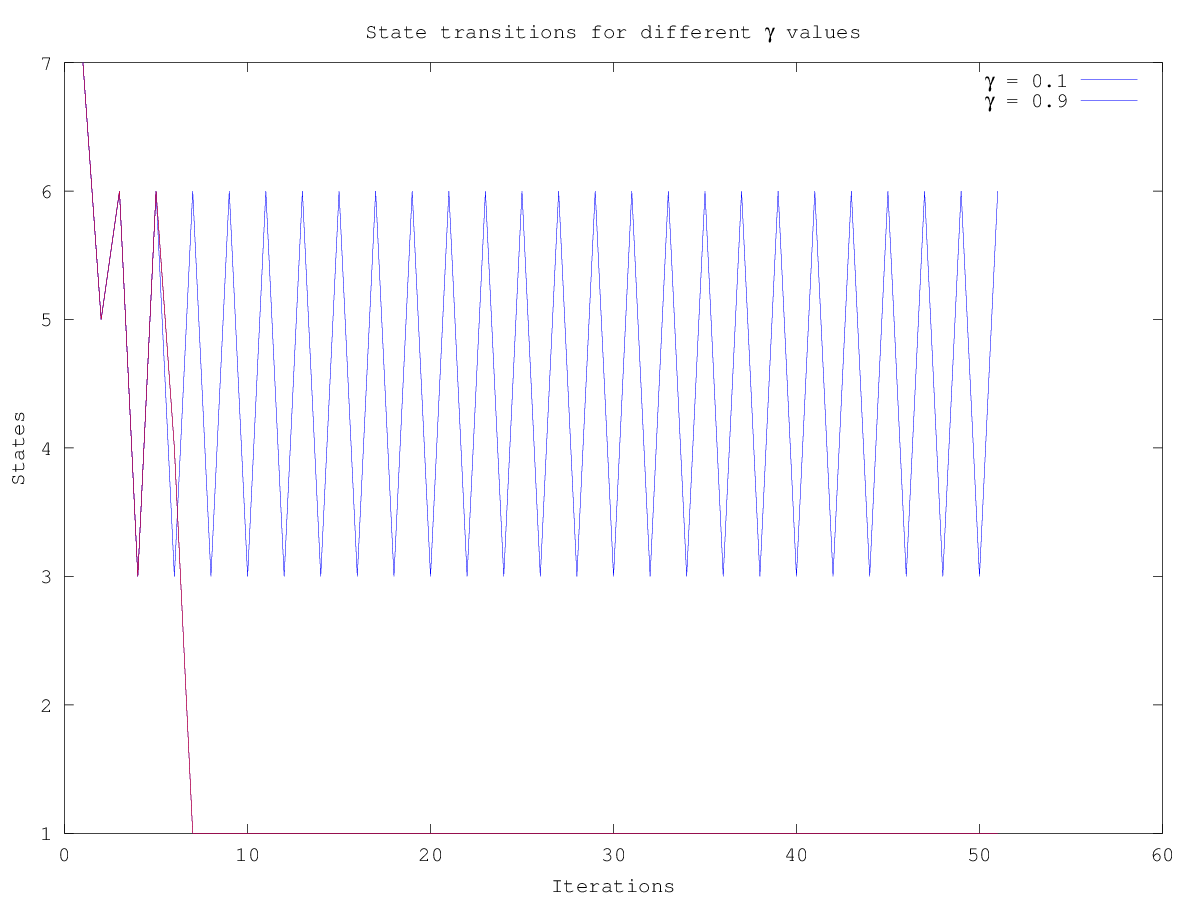 State transitions for different γ values
γ = 0.1
γ = 0.9
7
6
5
4
3
2
1
States
0 10 20 30 40 50 60
Iterations